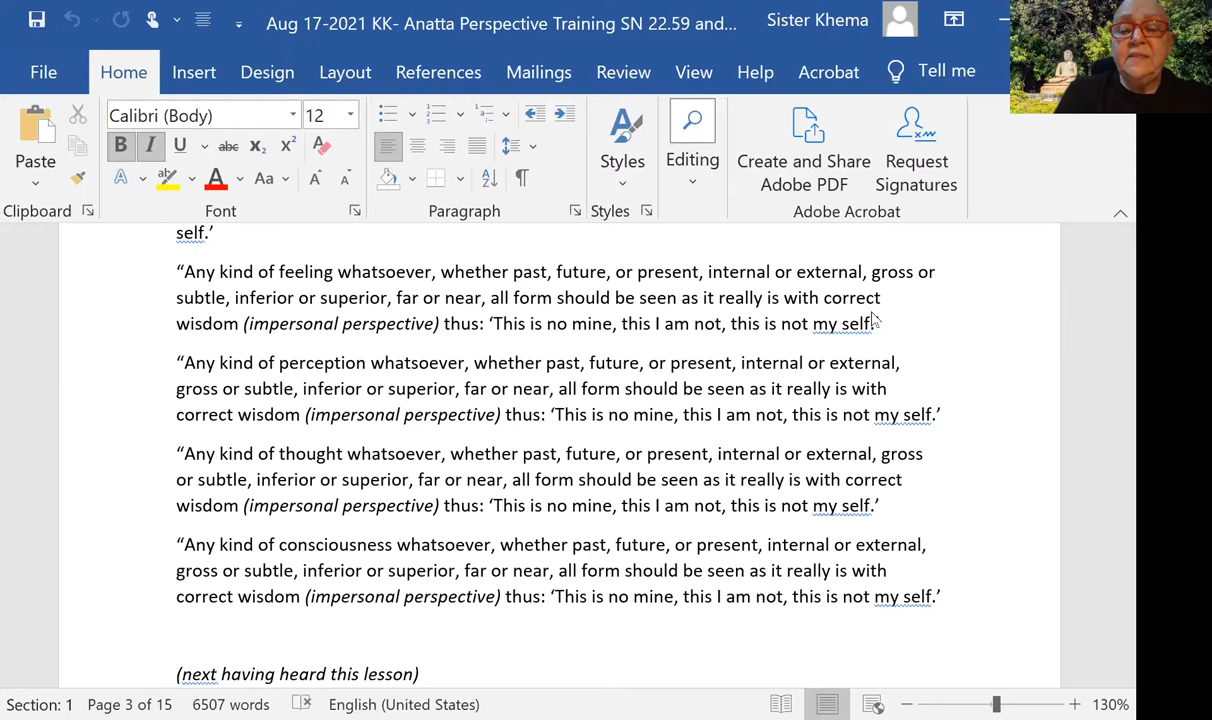 Aug 17-2021 KK- Anatta Perspective Training SN 22.59 and...
Sister Khema
File Home Insert Design Layout References Mailings Review View Help Acrobat Tell me
Calibri (Body) 12
Paste
B I U abc X₂ X² A
A A Aa A A
Styles
Editing
Create and Share Adobe PDF
Request Signatures
Clipboard Font Paragraph Styles Adobe Acrobat
self.’
“Any kind of feeling whatsoever, whether past, future, or present, internal or external, gross or
subtle, inferior or superior, far or near, all form should be seen as it really is with correct
wisdom (impersonal perspective) thus: ‘This is no mine, this I am not, this is not my self.’
“Any kind of perception whatsoever, whether past, future, or present, internal or external,
gross or subtle, inferior or superior, far or near, all form should be seen as it really is with
correct wisdom (impersonal perspective) thus: ‘This is no mine, this I am not, this is not my self.’
“Any kind of thought whatsoever, whether past, future, or present, internal or external, gross
or subtle, inferior or superior, far or near, all form should be seen as it really is with correct
wisdom (impersonal perspective) thus: ‘This is no mine, this I am not, this is not my self.’
“Any kind of consciousness whatsoever, whether past, future, or present, internal or external,
gross or subtle, inferior or superior, far or near, all form should be seen as it really is with
correct wisdom (impersonal perspective) thus: ‘This is no mine, this I am not, this is not my self.’
(next having heard this lesson)
Section: 1 Page 3 of 15 6507 words English (United States) 130%